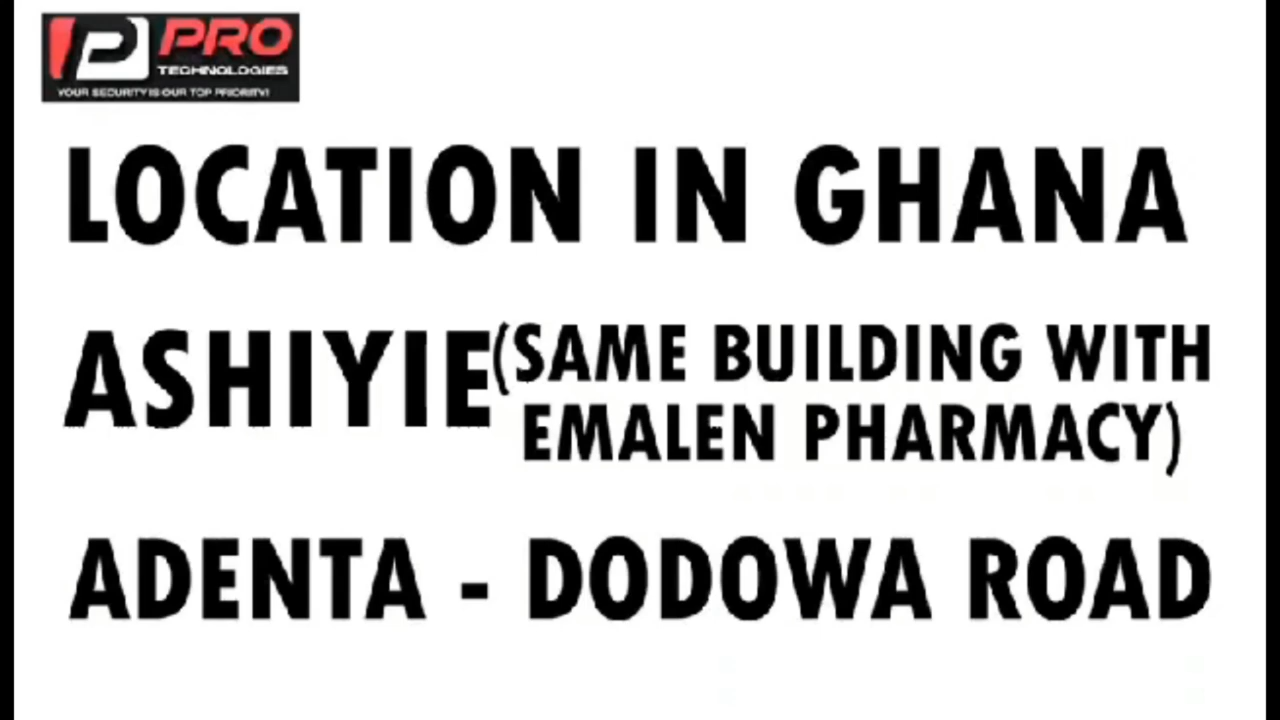 PRO
TECHNOLOGIES
YOUR SECURITY IS OUR TOP PRIORITY!
LOCATION IN GHANA
ASHIYIE (SAME BUILDING WITH
EMALEN PHARMACY)
ADENTA - DODOWA ROAD